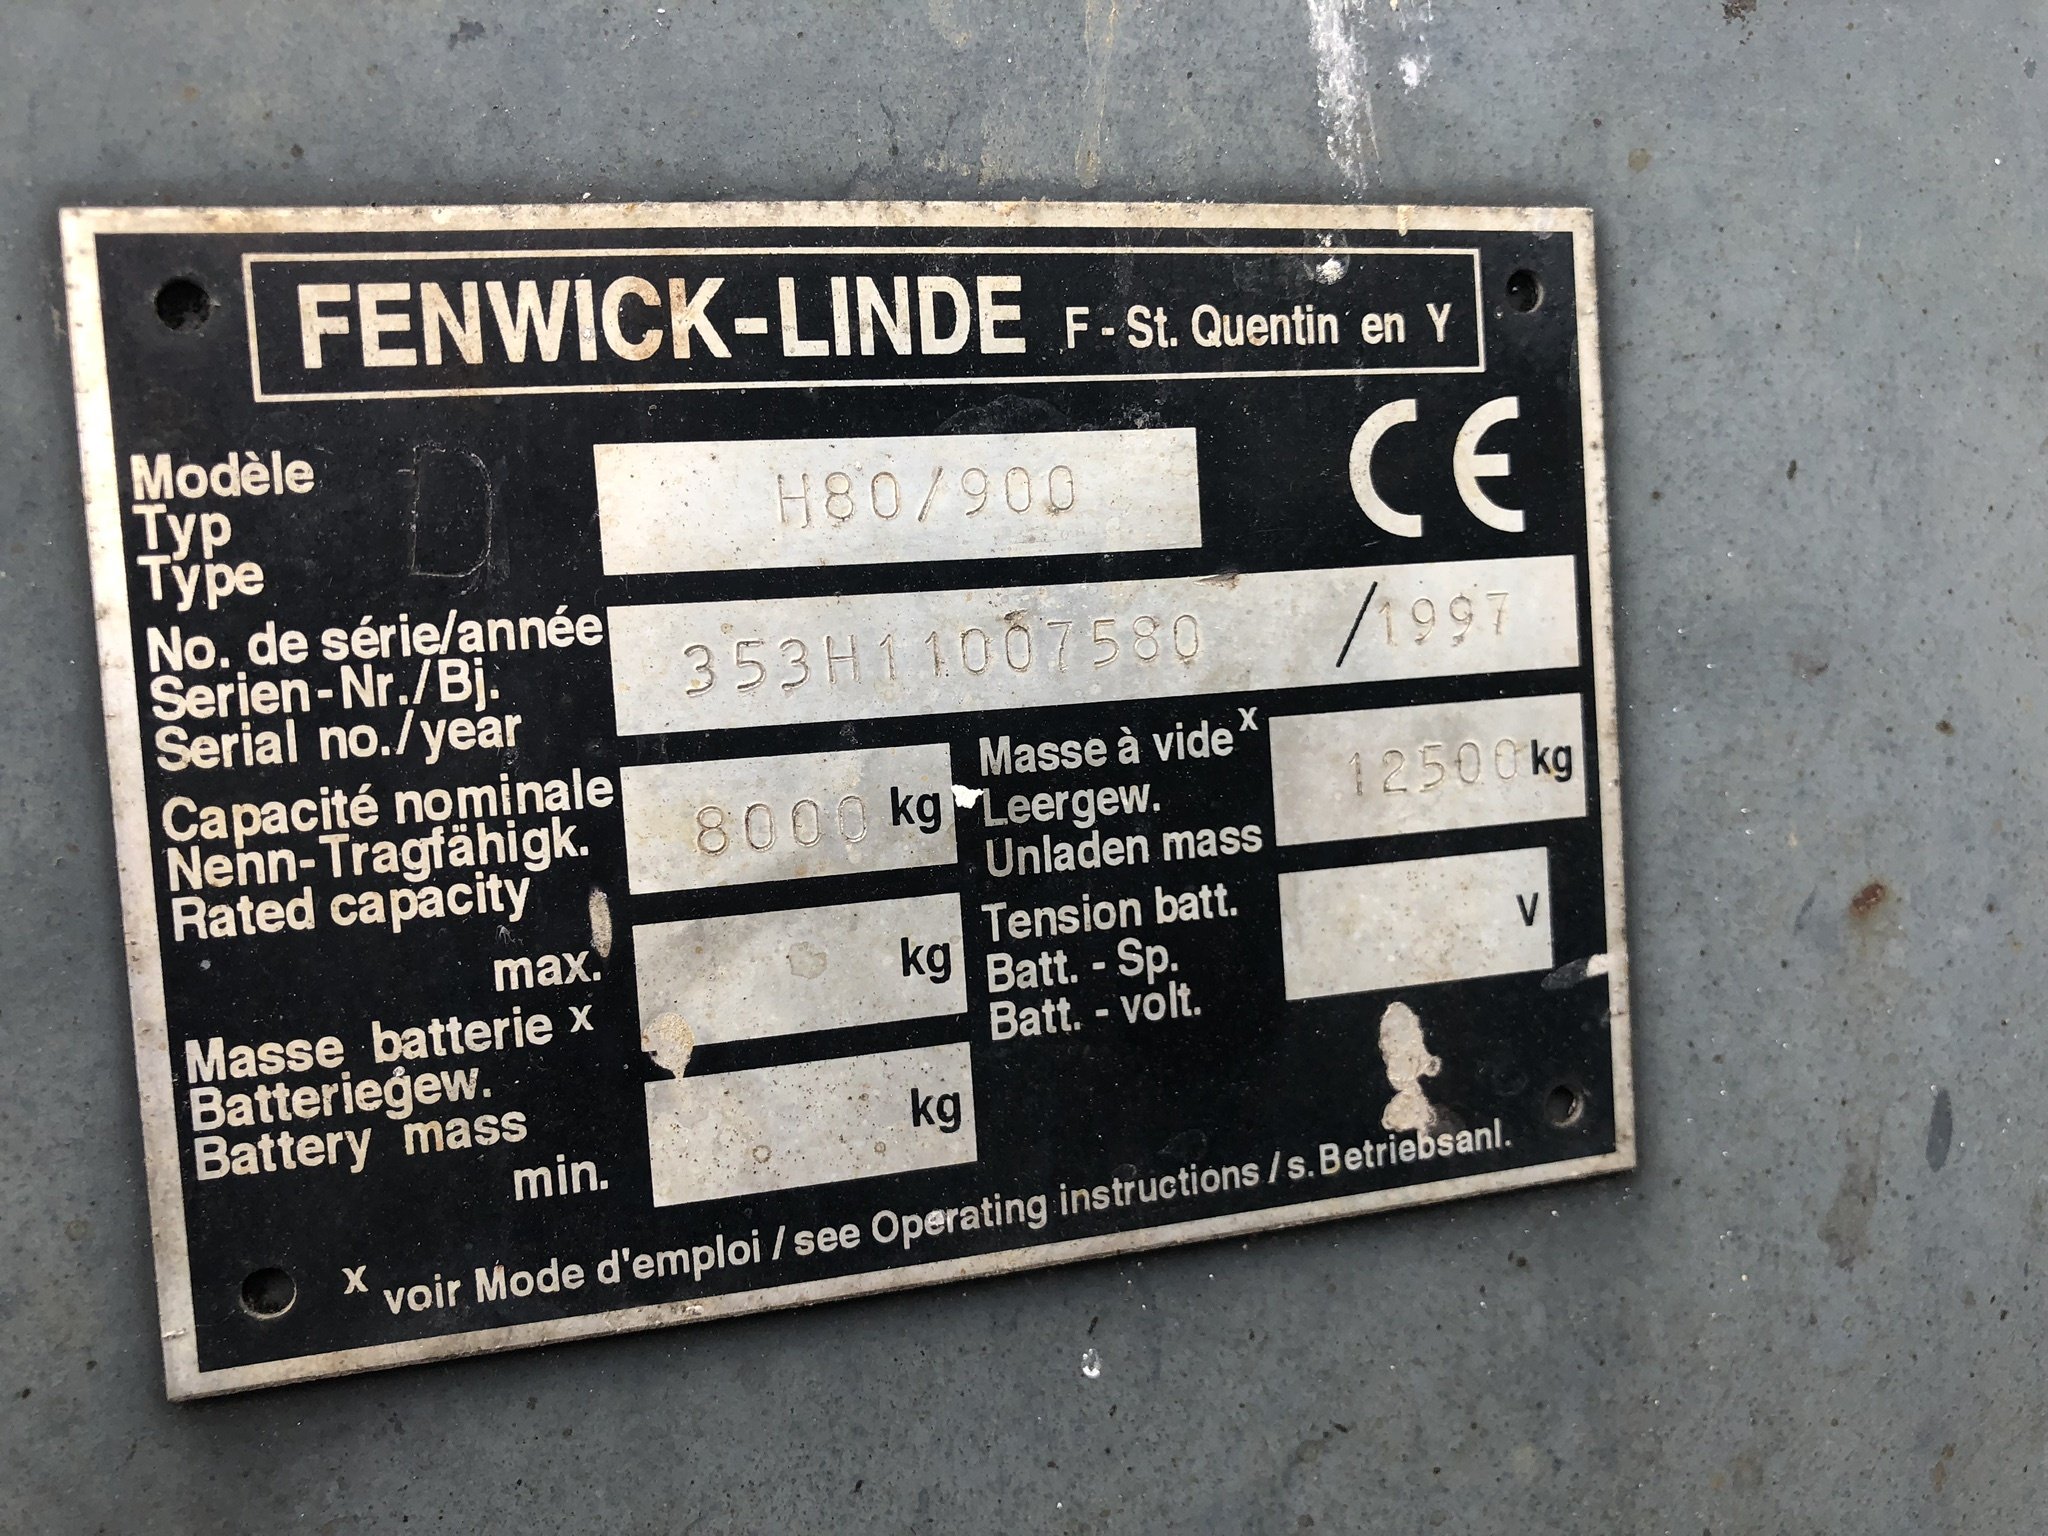 FENWICK-LINDE F - St. Quentin en Y
CE
Modèle D H80/900
Typ
Type
No. de série/année 353H11007580 /1997
Serien-Nr./Bj.
Serial no./year
Capacité nominale 8000 kg
Nenn-Tragfähigk.
Rated capacity
Masse à vide x 12500 kg
Leergew.
Unladen mass
max. kg
Masse batterie x
Batteriegew.
Battery mass
min. kg
Tension batt. V
Batt. - Sp.
Batt. - volt.
x voir Mode d'emploi / see Operating instructions / s. Betriebsanl.